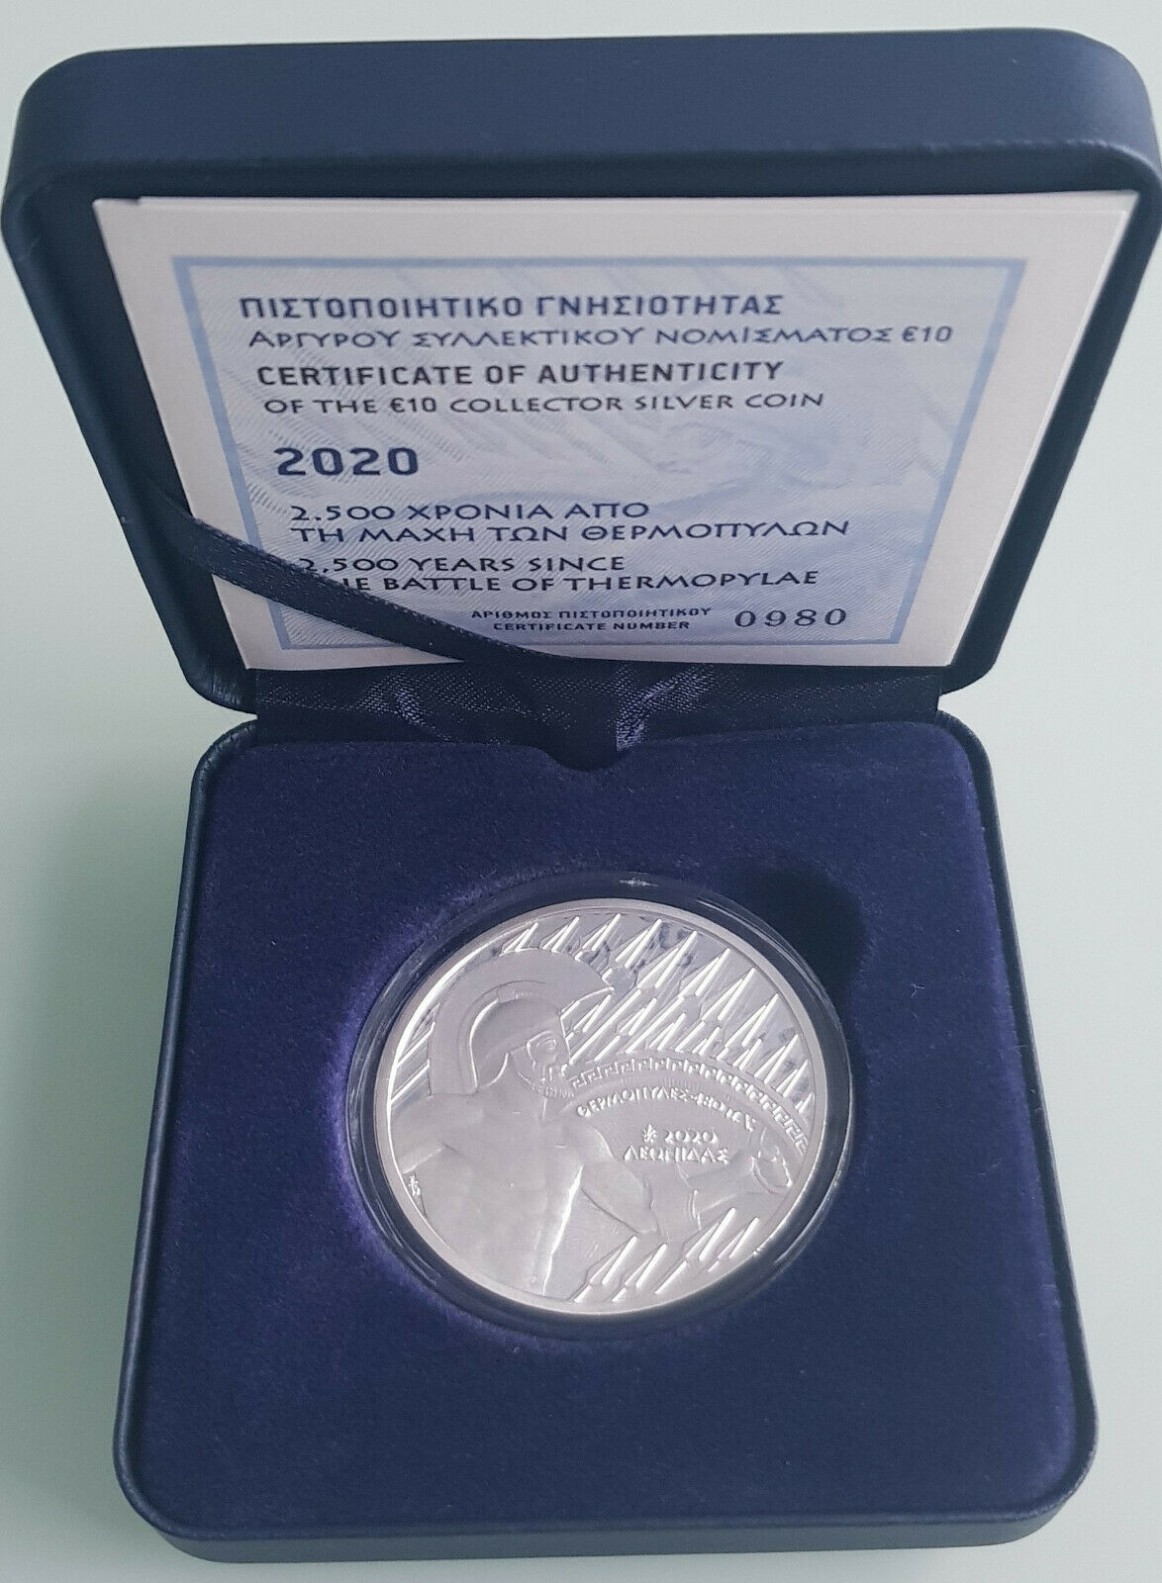 ΠΙΣΤΟΠΟΙΗΤΙΚΟ ΓΝΗΣΙΟΤΗΤΑΣ
ΑΡΓΥΡΟΥ ΣΥΛΛΕΚΤΙΚΟΥ ΝΟΜΙΣΜΑΤΟΣ €10
CERTIFICATE OF AUTHENTICITY
OF THE €10 COLLECTOR SILVER COIN
2020
2.500 ΧΡΟΝΙΑ ΑΠΟ
ΤΗ ΜΑΧΗ ΤΩΝ ΘΕΡΜΟΠΥΛΩΝ
2,500 YEARS SINCE
BATTLE OF THERMOPYLAE
ΑΡΙΘΜΟΣ ΠΙΣΤΟΠΟΙΗΤΙΚΟΥ
CERTIFICATE NUMBER 0980
ΘΕΡΜΟΠΥΛΕΣ
2020
ΛΕΩΝΙΔΑΣ